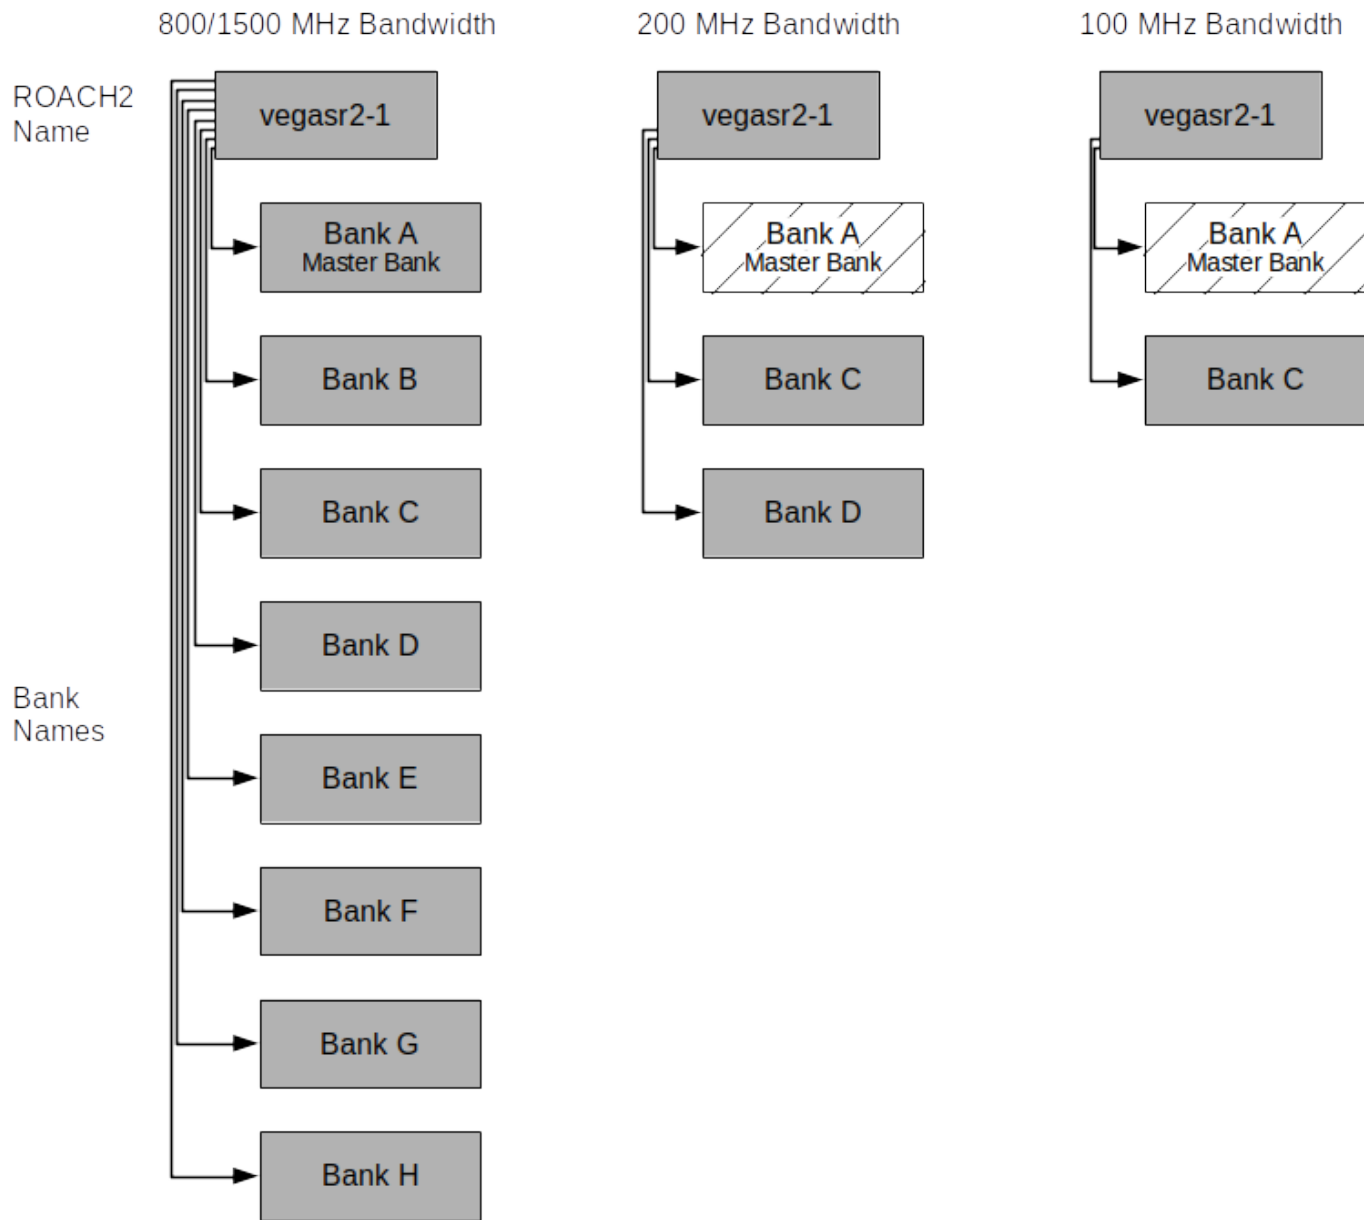 800/1500 MHz Bandwidth
200 MHz Bandwidth
100 MHz Bandwidth
ROACH2
Name
vegasr2-1
vegasr2-1
vegasr2-1
Bank A
Master Bank
Bank A
Master Bank
Bank A
Master Bank
Bank B
Bank C
Bank C
Bank C
Bank D
Bank D
Bank
Names
Bank E
Bank F
Bank G
Bank H